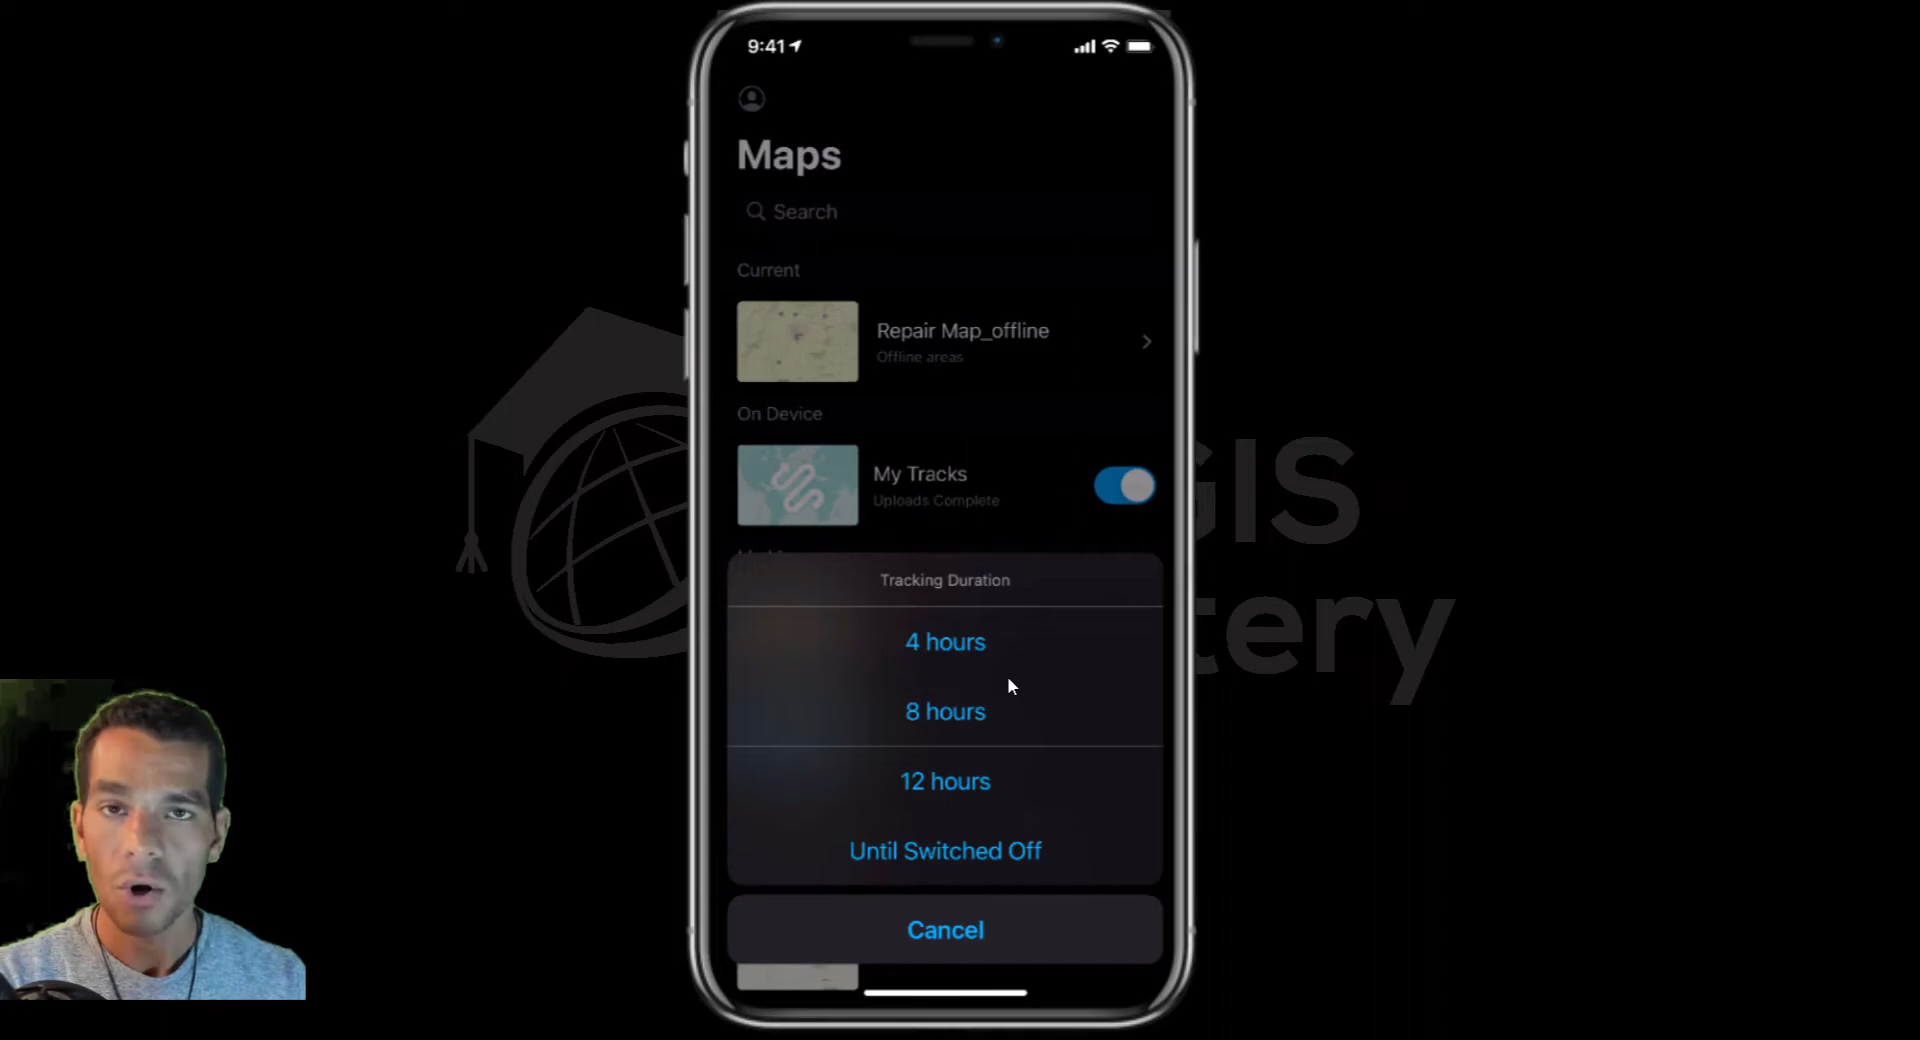 9:41
Maps
Search
Current
Repair Map_offline
Offline areas
On Device
My Tracks
Uploads Complete
GIS
tery
Tracking Duration
4 hours
8 hours
12 hours
Until Switched Off
Cancel